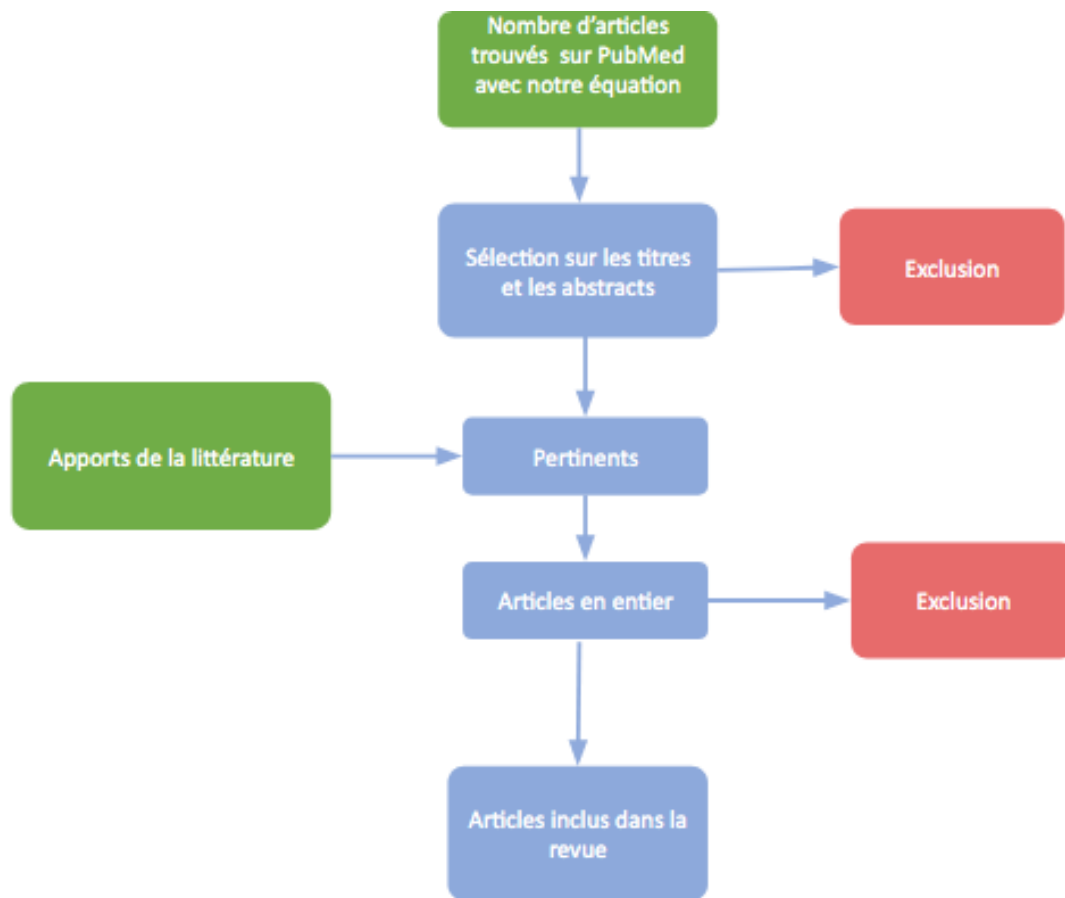 Nombre d’articles
trouvés sur PubMed
avec notre équation
Sélection sur les titres
et les abstracts
Exclusion
Apports de la littérature
Pertinents
Articles en entier
Exclusion
Articles inclus dans la
revue